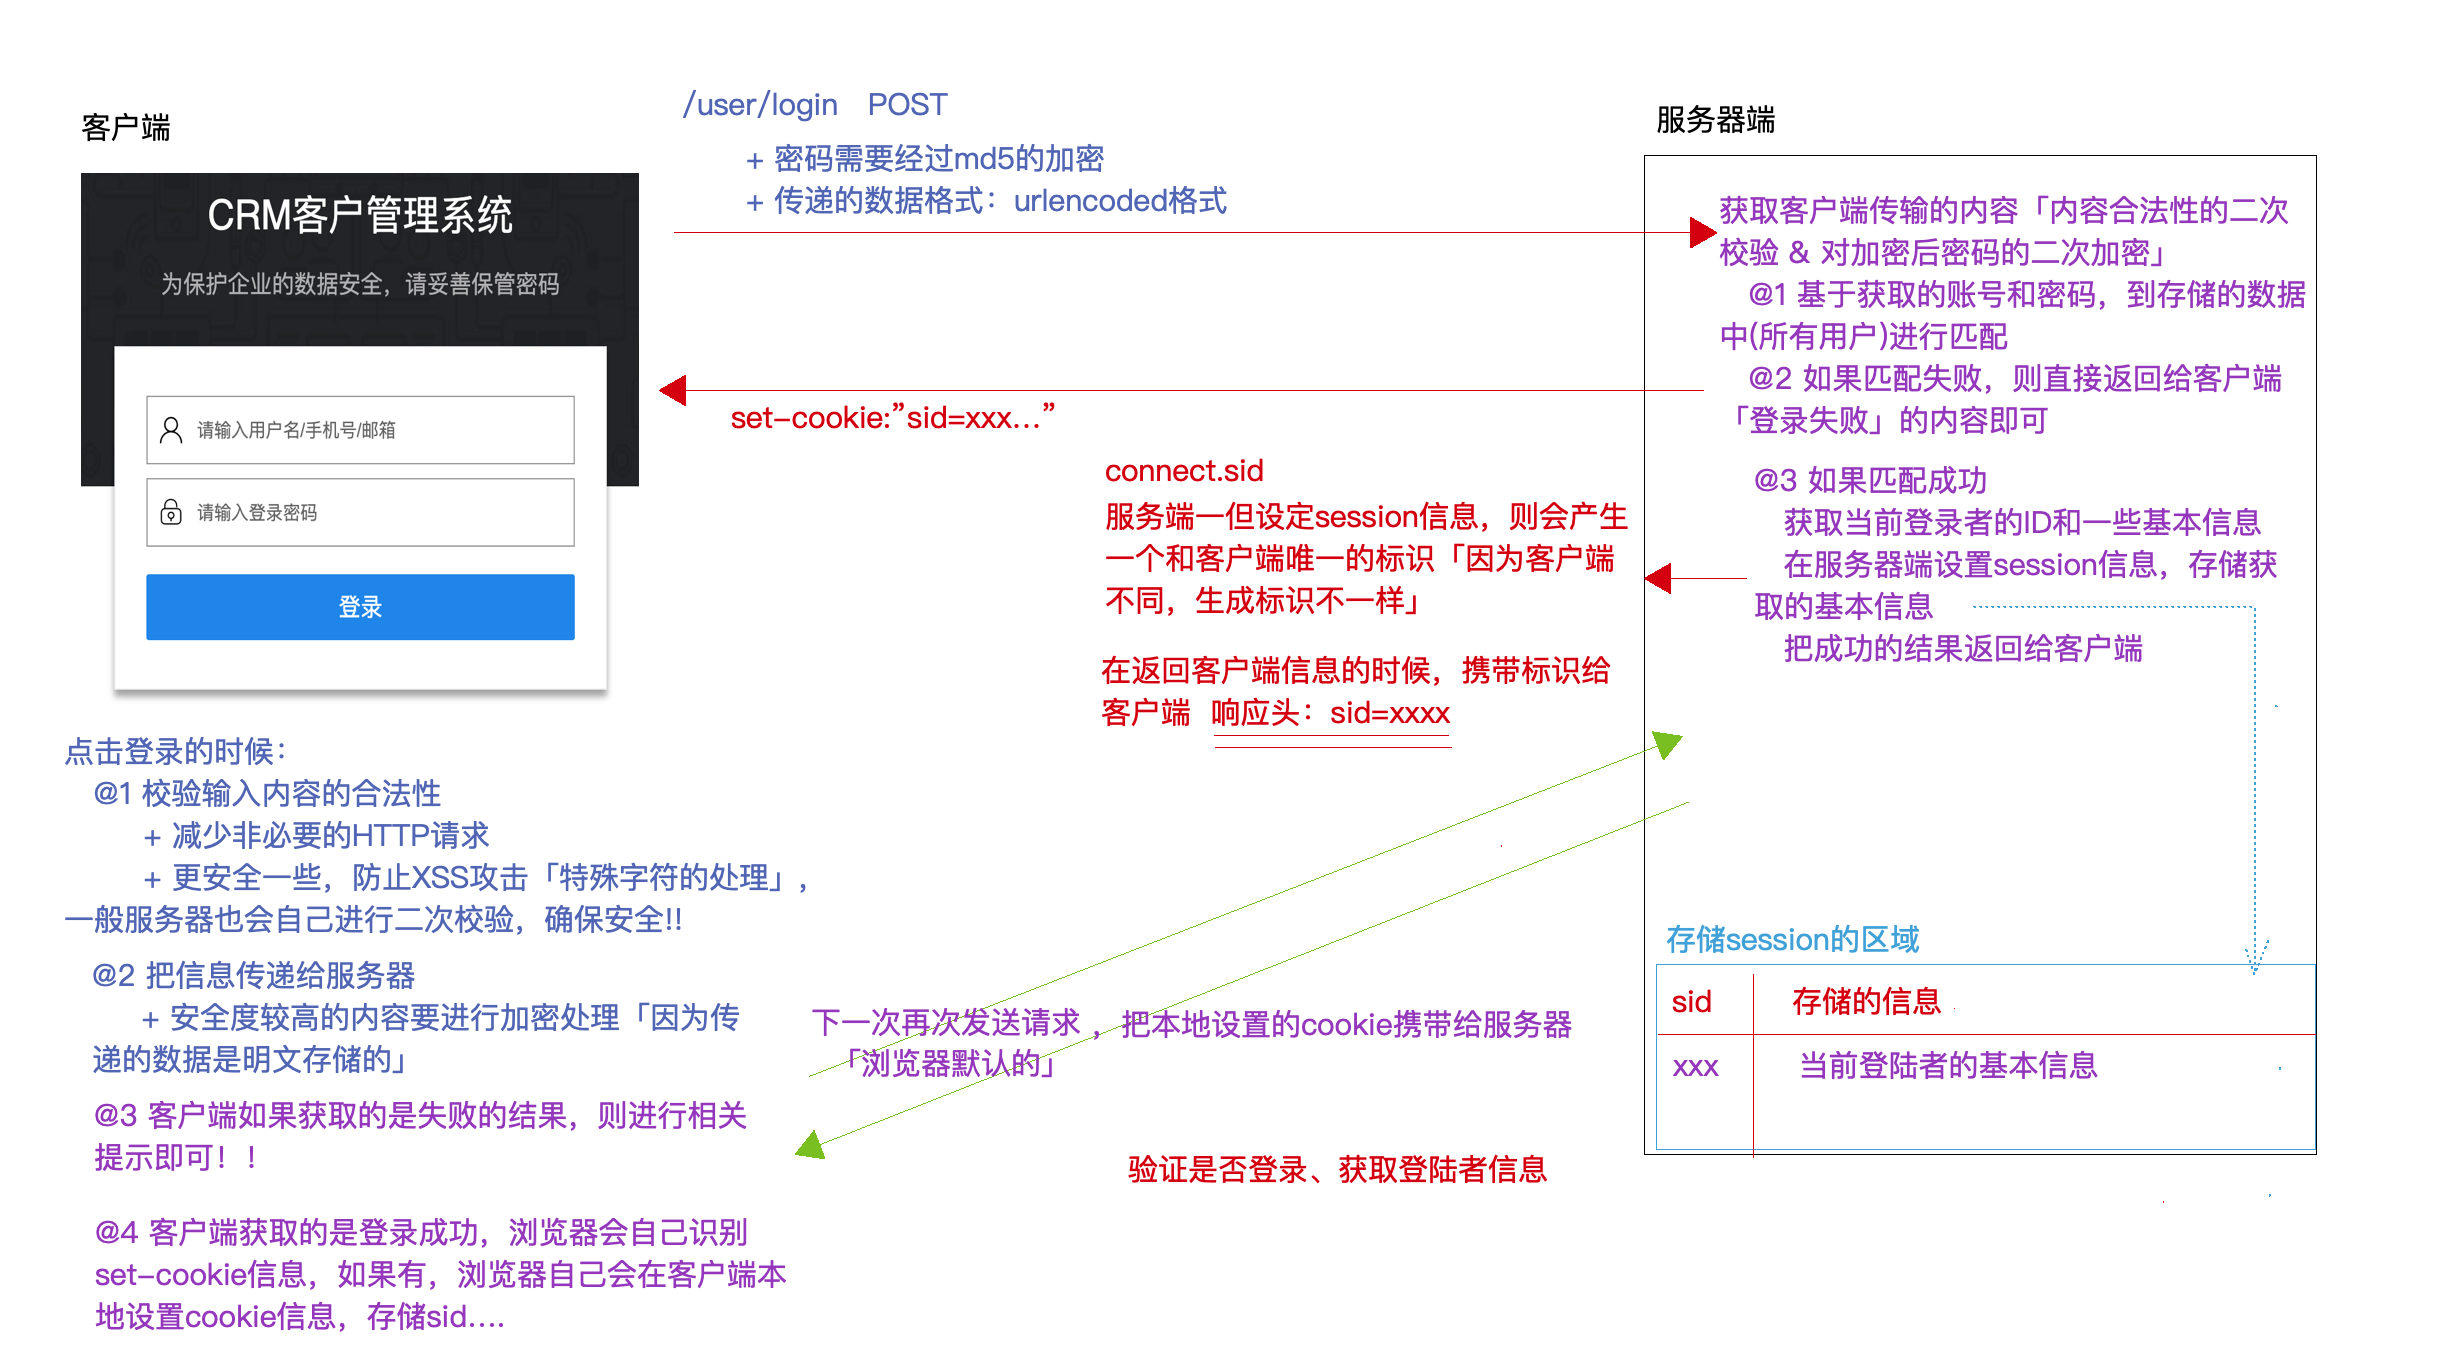 客户端
CRM客户管理系统
为保护企业的数据安全，请妥善保管密码
请输入用户名/手机号/邮箱
请输入登录密码
登录
点击登录的时候：
@1 校验输入内容的合法性
+ 减少非必要的HTTP请求
+ 更安全一些，防止XSS攻击「特殊字符的处理」，
一般服务器也会自己进行二次校验，确保安全!!
@2 把信息传递给服务器
+ 安全度较高的内容要进行加密处理「因为传
递的数据是明文存储的」
@3 客户端如果获取的是失败的结果，则进行相关
提示即可！！
@4 客户端获取的是登录成功，浏览器会自己识别
set-cookie信息，如果有，浏览器自己会在客户端本
地设置cookie信息，存储sid....
/user/login POST
+ 密码需要经过md5的加密
+ 传递的数据格式：urlencoded格式
set-cookie:”sid=xxx...”
connect.sid
服务端一但设定session信息，则会产生
一个和客户端唯一的标识「因为客户端
不同，生成标识不一样」
在返回客户端信息的时候，携带标识给
客户端 响应头：sid=xxxx
下一次再次发送请求 ，把本地设置的cookie携带给服务器
「浏览器默认的」
验证是否登录、获取登陆者信息
服务器端
获取客户端传输的内容「内容合法性的二次
校验 & 对加密后密码的二次加密」
@1 基于获取的账号和密码，到存储的数据
中(所有用户)进行匹配
@2 如果匹配失败，则直接返回给客户端
「登录失败」的内容即可
@3 如果匹配成功
获取当前登录者的ID和一些基本信息
在服务器端设置session信息，存储获
取的基本信息
把成功的结果返回给客户端
存储session的区域
sid 存储的信息
xxx 当前登陆者的基本信息